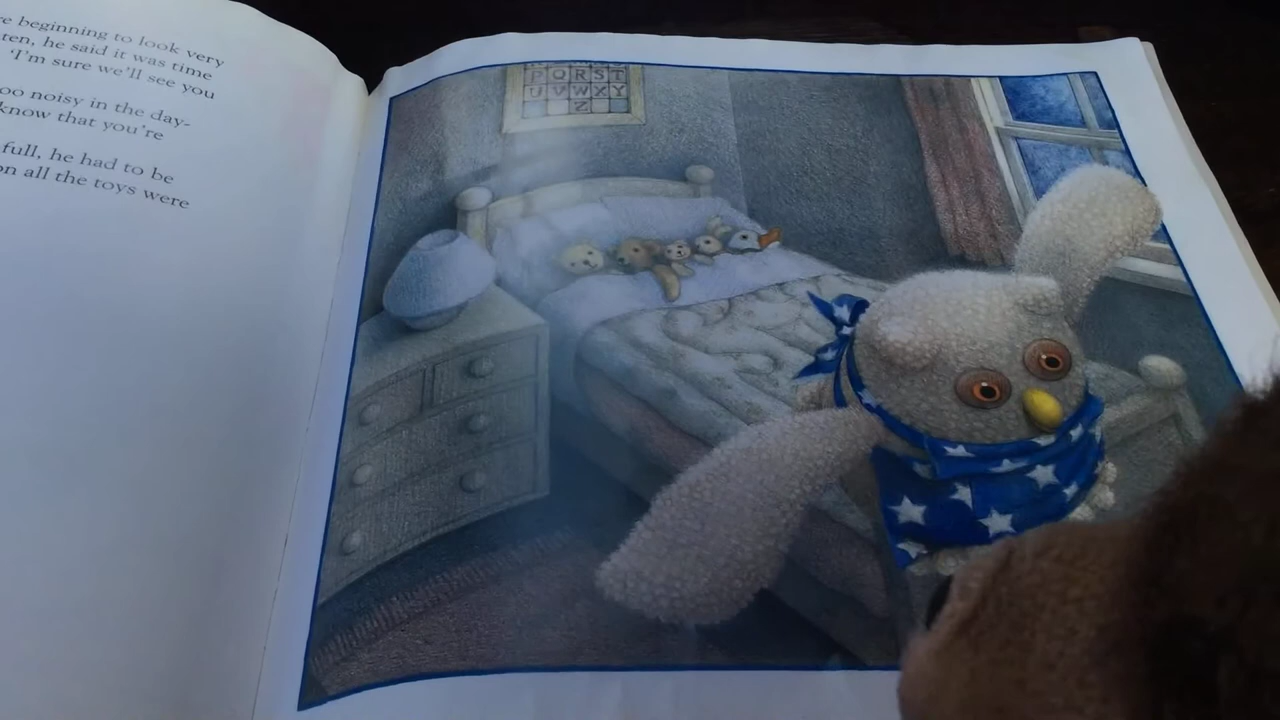 re beginning to look very
ten, he said it was time
'I'm sure we'll see you
oo noisy in the day-
know that you're
full, he had to be
on all the toys were
PQRST
UVWXY
Z